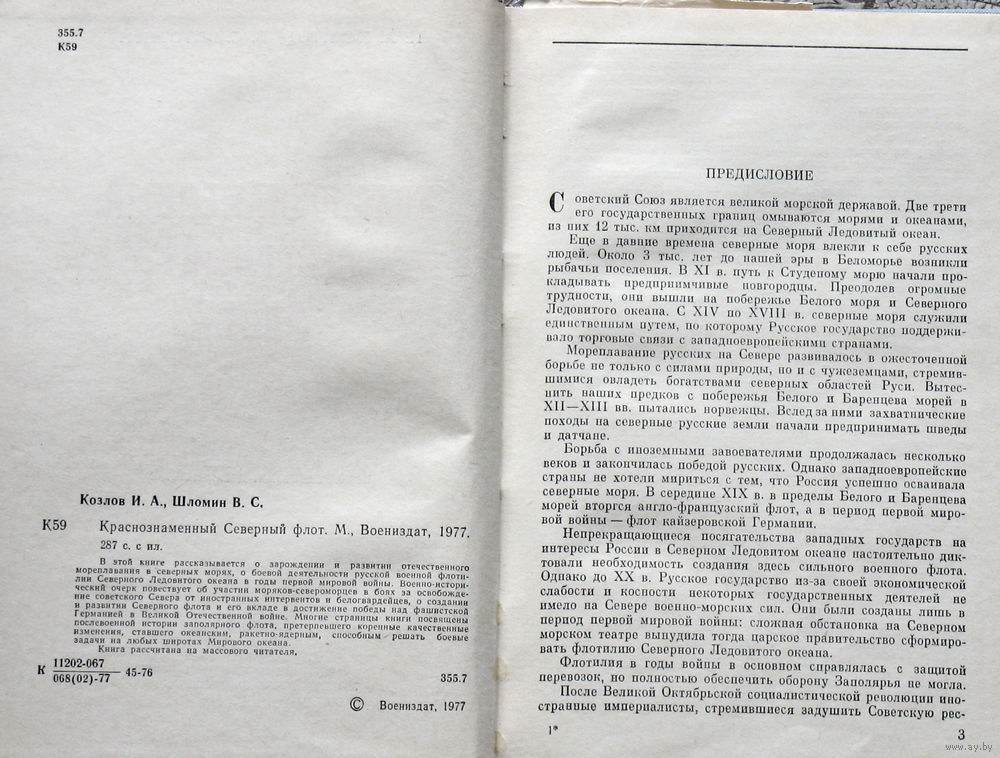 355.7
К59
Козлов И. А., Шломин В. С.
К59 Краснознаменный Северный флот. М., Воениздат, 1977.
287 с. с ил.
В этой книге рассказывается о зарождении и развитии отечественного
мореплавания в северных морях, о боевой деятельности русской военной флоти-
лии Северного Ледовитого океана в годы первой мировой войны. Военно-истори-
ческий очерк повествует об участии моряков-североморцев в боях за освобожде-
ние советского Севера от иностранных интервентов и белогвардейцев, о создании
и развитии Северного флота и его вкладе в достижение победы над фашистской
Германией в Великой Отечественной войне. Многие страницы книги посвящены
послевоенной истории заполярного флота, претерпевшего коренные качественные
изменения, ставшего океанским, ракетно-ядерным, способным решать боевые
задачи на любых широтах Мирового океана.
Книга рассчитана на массового читателя,
К 11202-067
068(02)-77 45-76
355.7
© Воениздат, 1977
ПРЕДИСЛОВИЕ
Советский Союз является великой морской державой. Две трети
его государственных границ омываются морями и океанами,
из них 12 тыс. км приходится на Северный Ледовитый океан.
Еще в давние времена северные моря влекли к себе русских
людей. Около 3 тыс. лет до нашей эры в Беломорье возникли
рыбачьи поселения. В XI в. путь к Студеному морю начали про-
кладывать предприимчивые новгородцы. Преодолев огромные
трудности, они вышли на побережье Белого моря и Северного
Ледовитого океана. С XIV по XVIII в. северные моря служили
единственным путем, по которому Русское государство поддержи-
вало торговые связи с западноевропейскими странами.
Мореплавание русских на Севере развивалось в ожесточенной
борьбе не только с силами природы, но и с чужеземцами, стремив-
шимися овладеть богатствами северных областей Руси. Вытес-
нить наших предков с побережья Белого и Баренцева морей в
XII—XIII вв. пытались норвежцы. Вслед за ними захватнические
походы на северные русские земли начали предпринимать шведы
и датчане.
Борьба с иноземными завоевателями продолжалась несколько
веков и закончилась победой русских. Однако западноевропейские
страны не хотели мириться с тем, что Россия успешно осваивала
северные моря. В середине XIX в. в пределы Белого и Баренцева
морей вторгся англо-французский флот, а в период первой миро-
вой войны — флот кайзеровской Германии.
Непрекращающиеся посягательства западных государств на
интересы России в Северном Ледовитом океане настоятельно дик-
товали необходимость создания здесь сильного военного флота.
Однако до XX в. Русское государство из-за своей экономической
слабости и косности некоторых государственных деятелей не
имело на Севере военно-морских сил. Они были созданы лишь в
период первой мировой войны: сложная обстановка на Северном
морском театре вынудила тогда царское правительство сформиро-
вать флотилию Северного Ледовитого океана.
Флотилия в годы войны в основном справлялась с защитой
перевозок, но полностью обеспечить оборону Заполярья не могла.
После Великой Октябрьской социалистической революции ино-
странные империалисты, стремившиеся задушить Советскую рес-
1*
3
www.ay.by